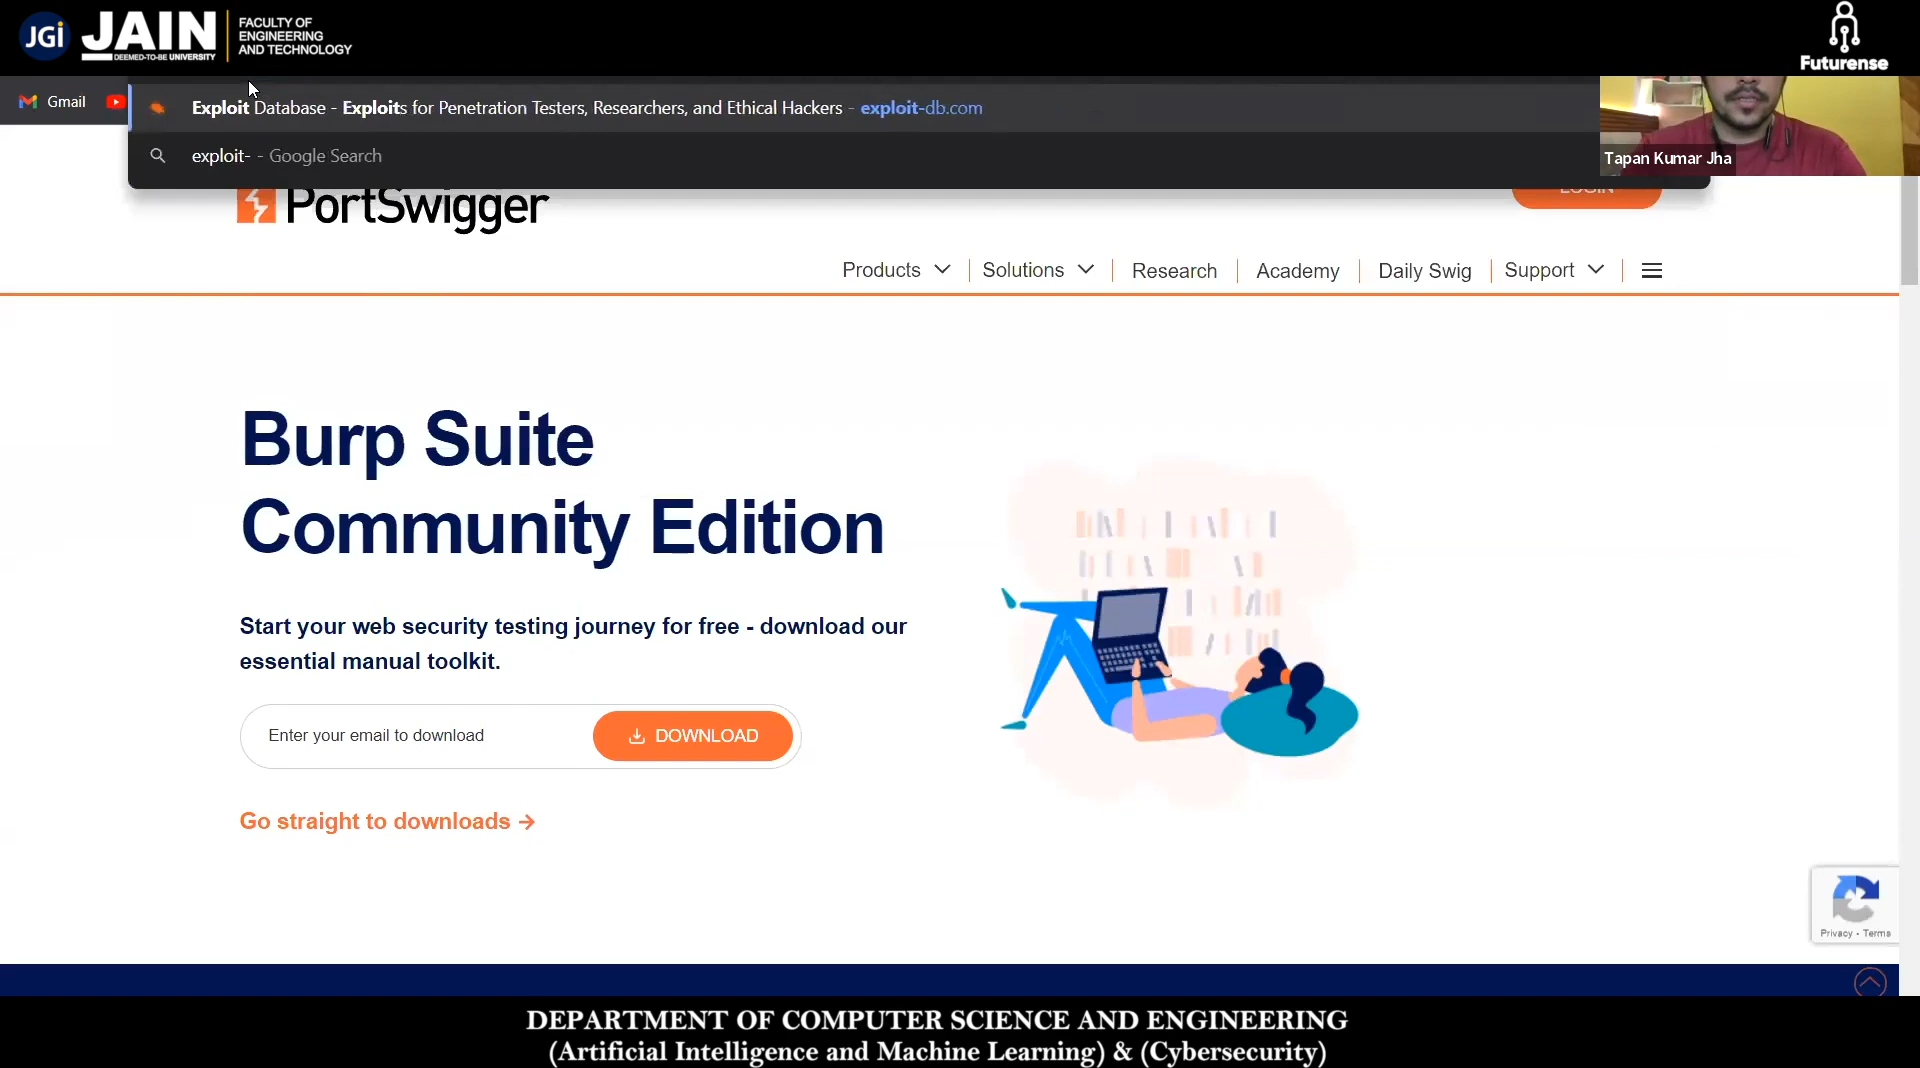 JGi JAIN
DEEMED-TO-BE UNIVERSITY
FACULTY OF
ENGINEERING
AND TECHNOLOGY
Futurense
Gmail
Exploit Database - Exploits for Penetration Testers, Researchers, and Ethical Hackers - exploit-db.com
exploit- - Google Search
Tapan Kumar Jha
PortSwigger
LOGIN
Products
Solutions
Research
Academy
Daily Swig
Support
Burp Suite
Community Edition
Start your web security testing journey for free - download our
essential manual toolkit.
Enter your email to download
DOWNLOAD
Go straight to downloads →
Privacy - Terms
DEPARTMENT OF COMPUTER SCIENCE AND ENGINEERING
(Artificial Intelligence and Machine Learning) & (Cybersecurity)